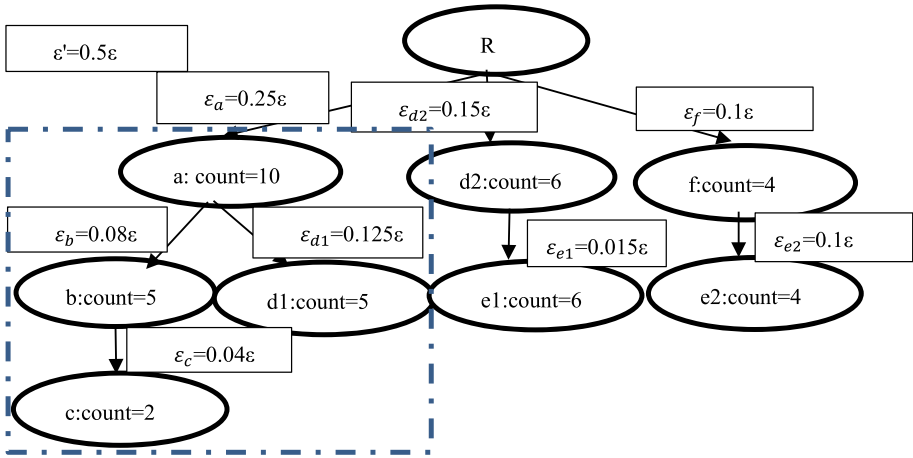 R
ε'=0.5ε
εa=0.25ε
εd2=0.15ε
εf=0.1ε
a: count=10
d2:count=6
f:count=4
εb=0.08ε
εd1=0.125ε
εe1=0.015ε
εe2=0.1ε
b:count=5
d1:count=5
e1:count=6
e2:count=4
εc=0.04ε
c:count=2